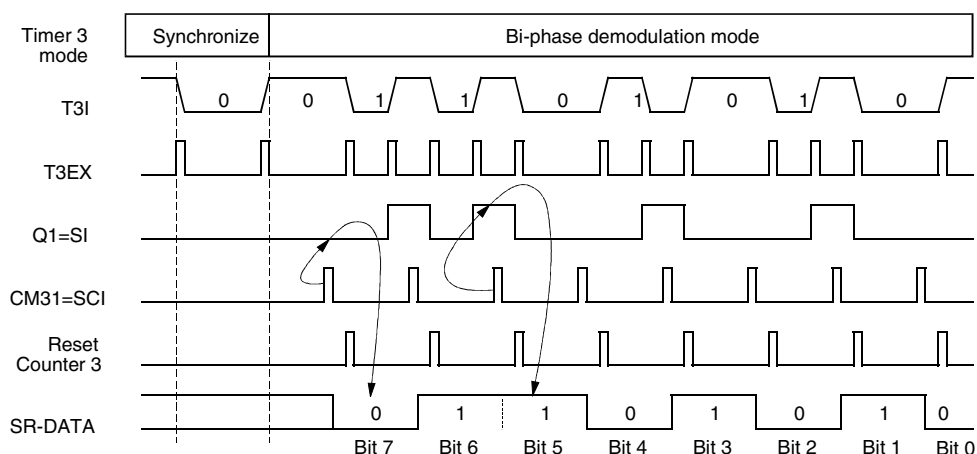 Timer 3
mode
Synchronize
Bi-phase demodulation mode
T3I
0 0 1 1 0 1 0 1 0
T3EX
Q1=SI
CM31=SCI
Reset
Counter 3
SR-DATA
0 1 1 0 1 0 1 0
Bit 7 Bit 6 Bit 5 Bit 4 Bit 3 Bit 2 Bit 1 Bit 0